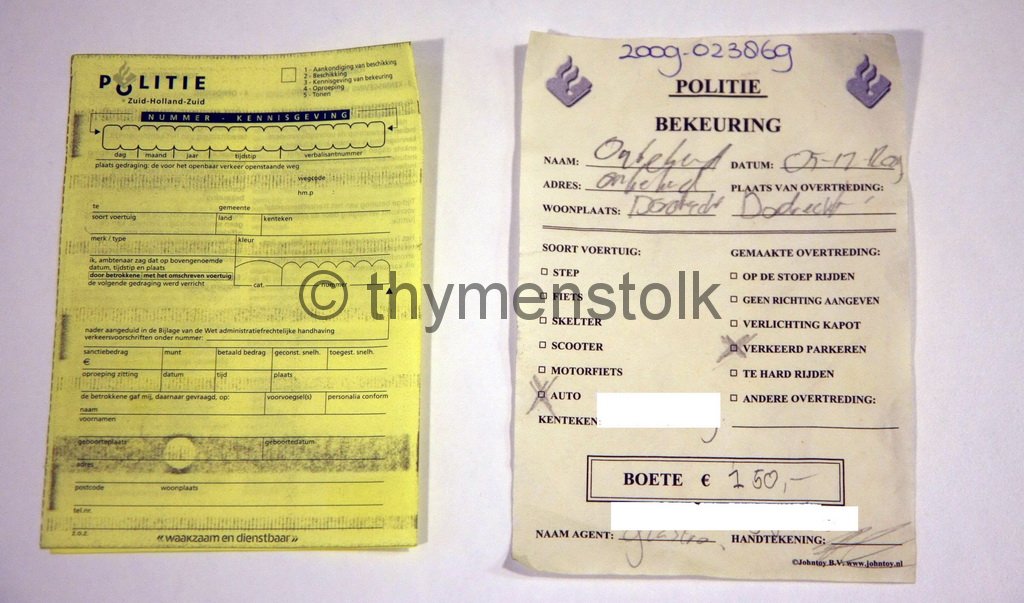 POLITIE
Zuid-Holland-Zuid
1 - Aankondiging van beschikking
2 - Beschikking
3 - Kennisgeving van bekeuring
4 - Oproeping
5 - Tonen
NUMMER - KENNISGEVING
dag maand jaar tijdstip verbalisantnummer
plaats gedraging: de voor het openbaar verkeer openstaande weg
wegcode
hm.p
te gemeente
soort voertuig land kenteken
merk / type kleur
ik, ambtenaar zag dat op bovengenoemde
datum, tijdstip en plaats
door betrokkene met het omschreven voertuig
de volgende gedraging werd verricht cat. nummer
nader aangeduid in de Bijlage van de Wet administratiefrechtelijke handhaving
verkeersvoorschriften onder nummer:
sanctiebedrag munt betaald bedrag geconst. snelh. toegest. snelh.
€
oproeping zitting datum tijd plaats
de betrokkene gaf mij, daarnaar gevraagd, op: voorvoegsel(s) personalia conform
naam
voornamen
geboorteplaats geboortedatum
adres
postcode woonplaats
tel.nr.
z.o.z. «waakzaam en dienstbaar»
2009-023869
POLITIE
BEKEURING
NAAM: Onbekend DATUM: 05-12-2009
ADRES: onbekend PLAATS VAN OVERTREDING:
WOONPLAATS: Dordrecht Dodrecht
SOORT VOERTUIG: GEMAAKTE OVERTREDING:
STEP OP DE STOEP RIJDEN
FIETS GEEN RICHTING AANGEVEN
SKELTER VERLICHTING KAPOT
SCOOTER VERKEERD PARKEREN
MOTORFIETS TE HARD RIJDEN
AUTO ANDERE OVERTREDING:
KENTEKEN
BOETE € 150,-
NAAM AGENT: HANDTEKENING:
©Johntoy B.V. www.johntoy.nl
© thymenstolk